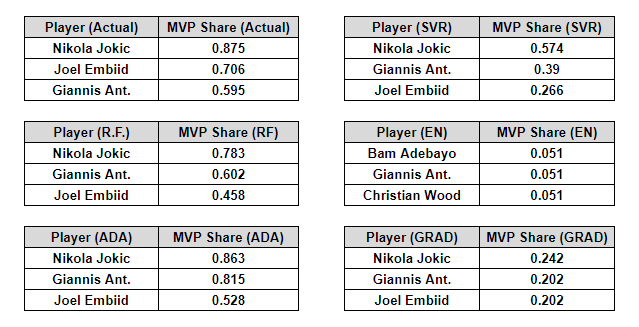 Player (Actual) MVP Share (Actual)
Nikola Jokic 0.875
Joel Embiid 0.706
Giannis Ant. 0.595
Player (SVR) MVP Share (SVR)
Nikola Jokic 0.574
Giannis Ant. 0.39
Joel Embiid 0.266
Player (R.F.) MVP Share (RF)
Nikola Jokic 0.783
Giannis Ant. 0.602
Joel Embiid 0.458
Player (EN) MVP Share (EN)
Bam Adebayo 0.051
Giannis Ant. 0.051
Christian Wood 0.051
Player (ADA) MVP Share (ADA)
Nikola Jokic 0.863
Giannis Ant. 0.815
Joel Embiid 0.528
Player (GRAD) MVP Share (GRAD)
Nikola Jokic 0.242
Giannis Ant. 0.202
Joel Embiid 0.202